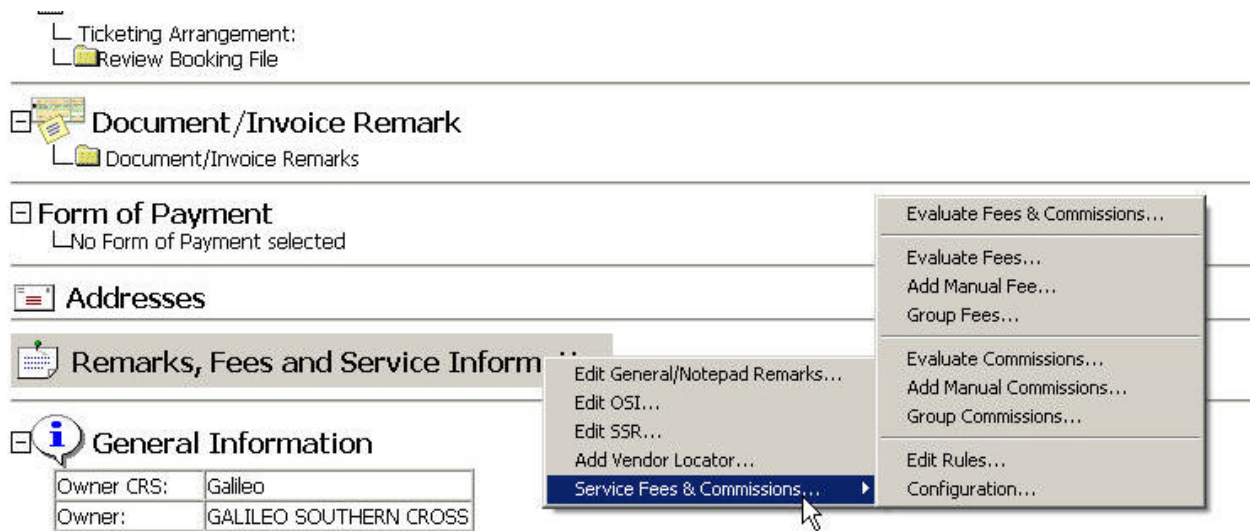 Ticketing Arrangement:
Review Booking File
Document/Invoice Remark
Document/Invoice Remarks
Form of Payment
No Form of Payment selected
Addresses
Remarks, Fees and Service
General Information
Owner CRS: Galileo
Owner: GALILEO SOUTHERN CROSS
Edit General/Notepad Remarks...
Edit OSI...
Edit SSR...
Add Vendor Locator...
Service Fees & Commissions...
Evaluate Fees & Commissions...
Evaluate Fees...
Add Manual Fee...
Group Fees...
Evaluate Commissions...
Add Manual Commissions...
Group Commissions...
Edit Rules...
Configuration...